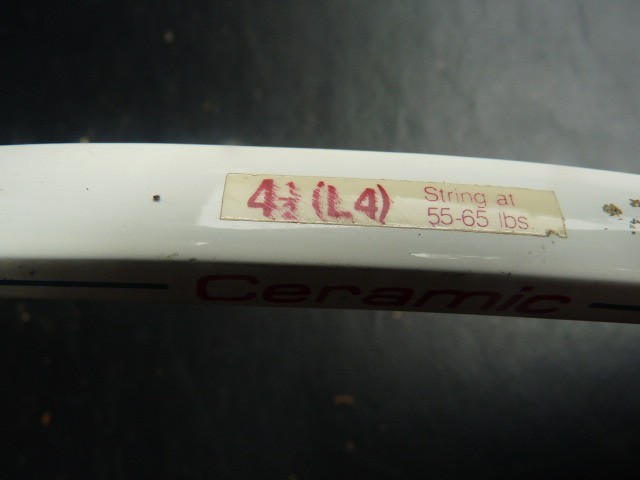 4½ (L4)
String at
55-65 lbs.
Ceramic